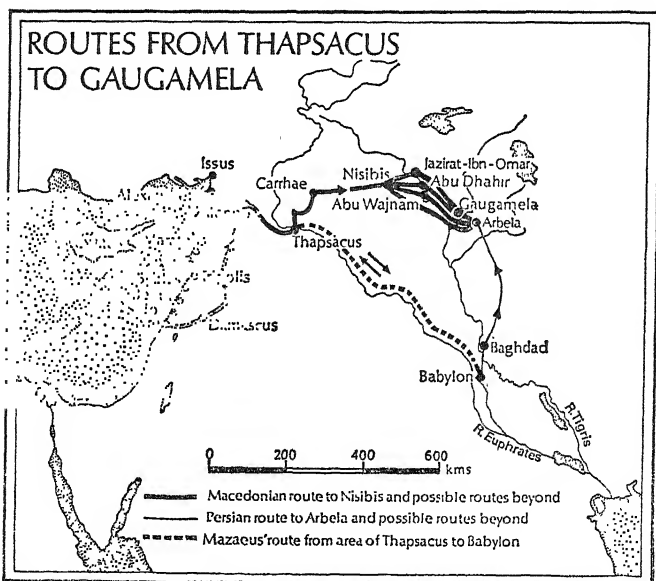 ROUTES FROM THAPSACUS
TO GAUGAMELA
Issus
Nisibis
Jazirat-Ibn-Omar
Carrhae
Abu Dhahir
Abu Wajnam
Gaugamela
Arbela
Thapsacus
Baghdad
Babylon
R.Tigris
R.Euphrates
0 200 400 600
kms
Macedonian route to Nisibis and possible routes beyond
Persian route to Arbela and possible routes beyond
Mazaeus'route from area of Thapsacus to Babylon